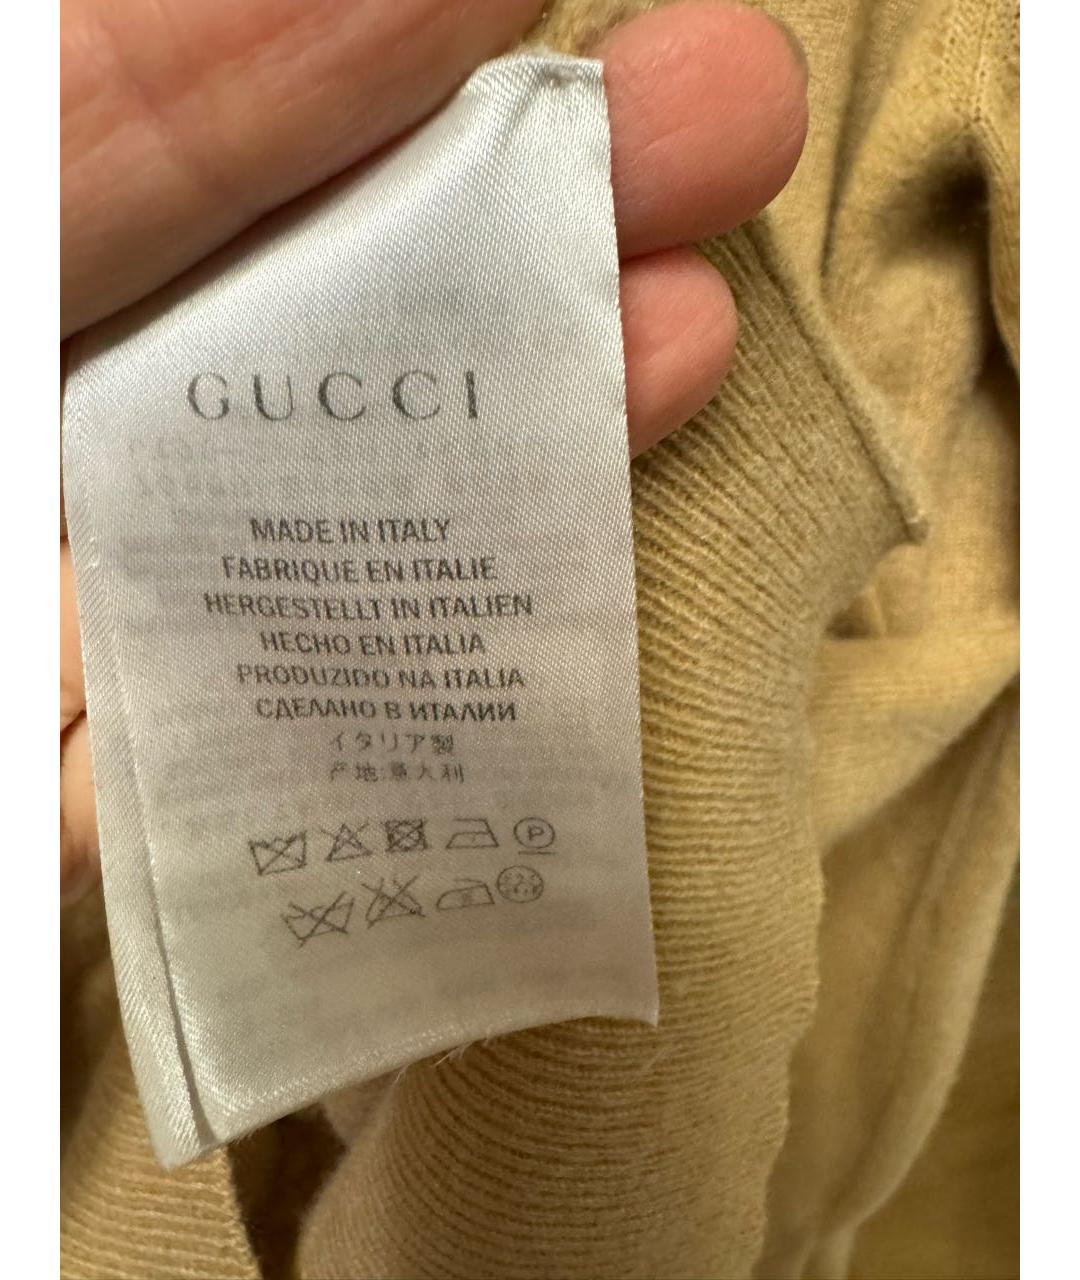 GUCCI
MADE IN ITALY
FABRIQUE EN ITALIE
HERGESTELLT IN ITALIEN
HECHO EN ITALIA
PRODUZIDO NA ITALIA
СДЕЛАНО В ИТАЛИИ
イタリア製
产地:意大利
P